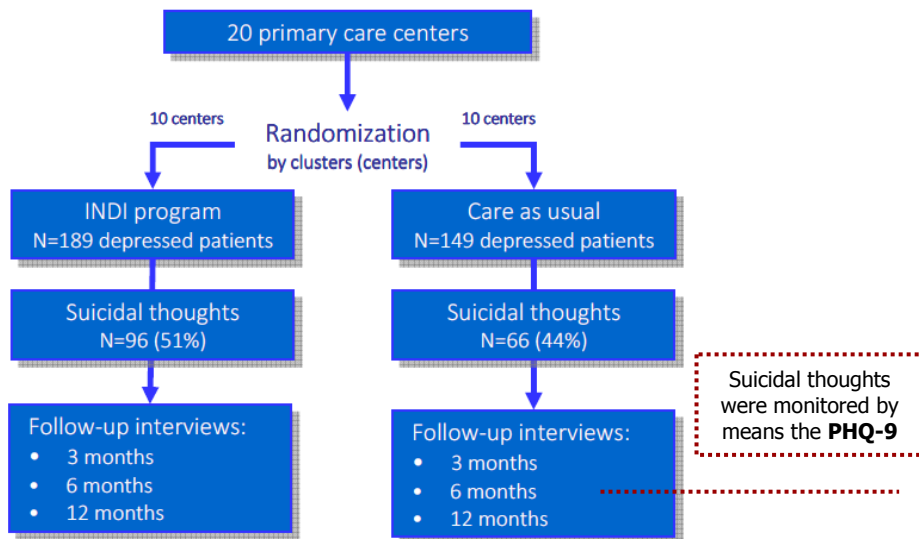 20 primary care centers
10 centers
10 centers
Randomization
by clusters (centers)
INDI program
N=189 depressed patients
Care as usual
N=149 depressed patients
Suicidal thoughts
N=96 (51%)
Suicidal thoughts
N=66 (44%)
Suicidal thoughts
were monitored by
means the PHQ-9
Follow-up interviews:
• 3 months
• 6 months
• 12 months
Follow-up interviews:
• 3 months
• 6 months
• 12 months